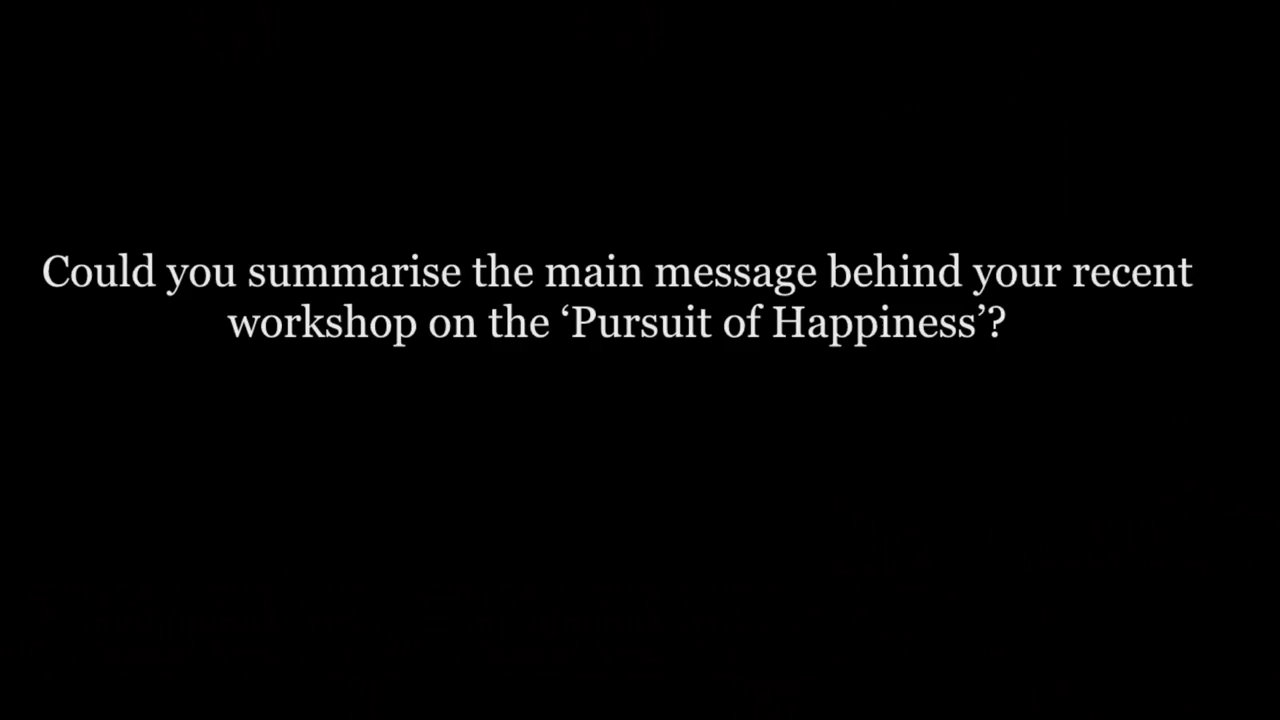 Could you summarise the main message behind your recent
workshop on the ‘Pursuit of Happiness’?